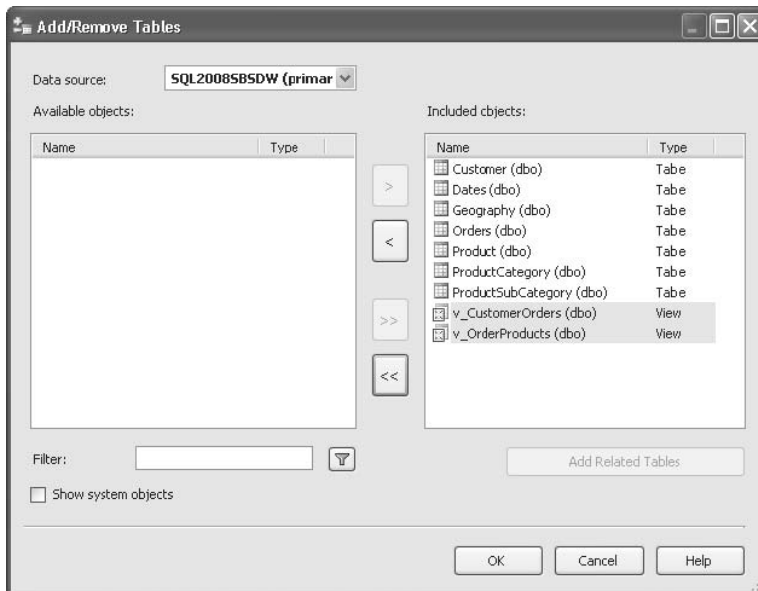 Add/Remove Tables
Data source: SQL2008SBSDW (primar
Available objects:
Name Type
>
<
>>
<<
Included cbjects:
Name Type
Customer (dbo) Tabe
Dates (dbo) Tabe
Geography (dbo) Tabe
Orders (dbo) Tabe
Product (dbo) Tabe
ProductCategory (dbo) Tabe
ProductSubCategory (dbo) Tabe
v_CustomerOrders (dbo) View
v_OrderProducts (dbo) View
Filter:
Add Related Tables
Show system objects
OK Cancel Help